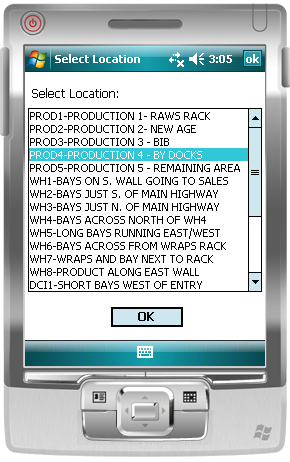 Select Location
3:05
ok
Select Location:
PROD1-PRODUCTION 1- RAWS RACK
PROD2-PRODUCTION 2- NEW AGE
PROD3-PRODUCTION 3 - BIB
PROD4-PRODUCTION 4 - BY DOCKS
PROD5-PRODUCTION 5 - REMAINING AREA
WH1-BAYS ON S. WALL GOING TO SALES
WH2-BAYS JUST S. OF MAIN HIGHWAY
WH3-BAYS JUST N. OF MAIN HIGHWAY
WH4-BAYS ACROSS NORTH OF WH4
WH5-LONG BAYS RUNNING EAST/WEST
WH6-BAYS ACROSS FROM WRAPS RACK
WH7-WRAPS AND BAY NEXT TO RACK
WH8-PRODUCT ALONG EAST WALL
DCI1-SHORT BAYS WEST OF ENTRY
OK